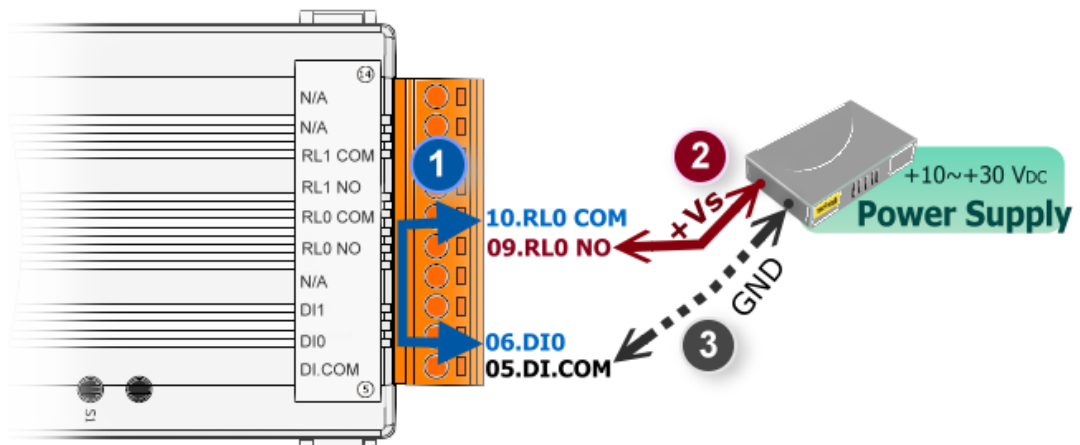 14
N/A
N/A
RL1 COM
RL1 NO
RL0 COM
RL0 NO
N/A
DI1
DI0
DI.COM
5
S1
1
10.RL0 COM
09.RL0 NO
06.DI0
05.DI.COM
2
+Vs
3
GND
+10~+30 VDC
Power Supply